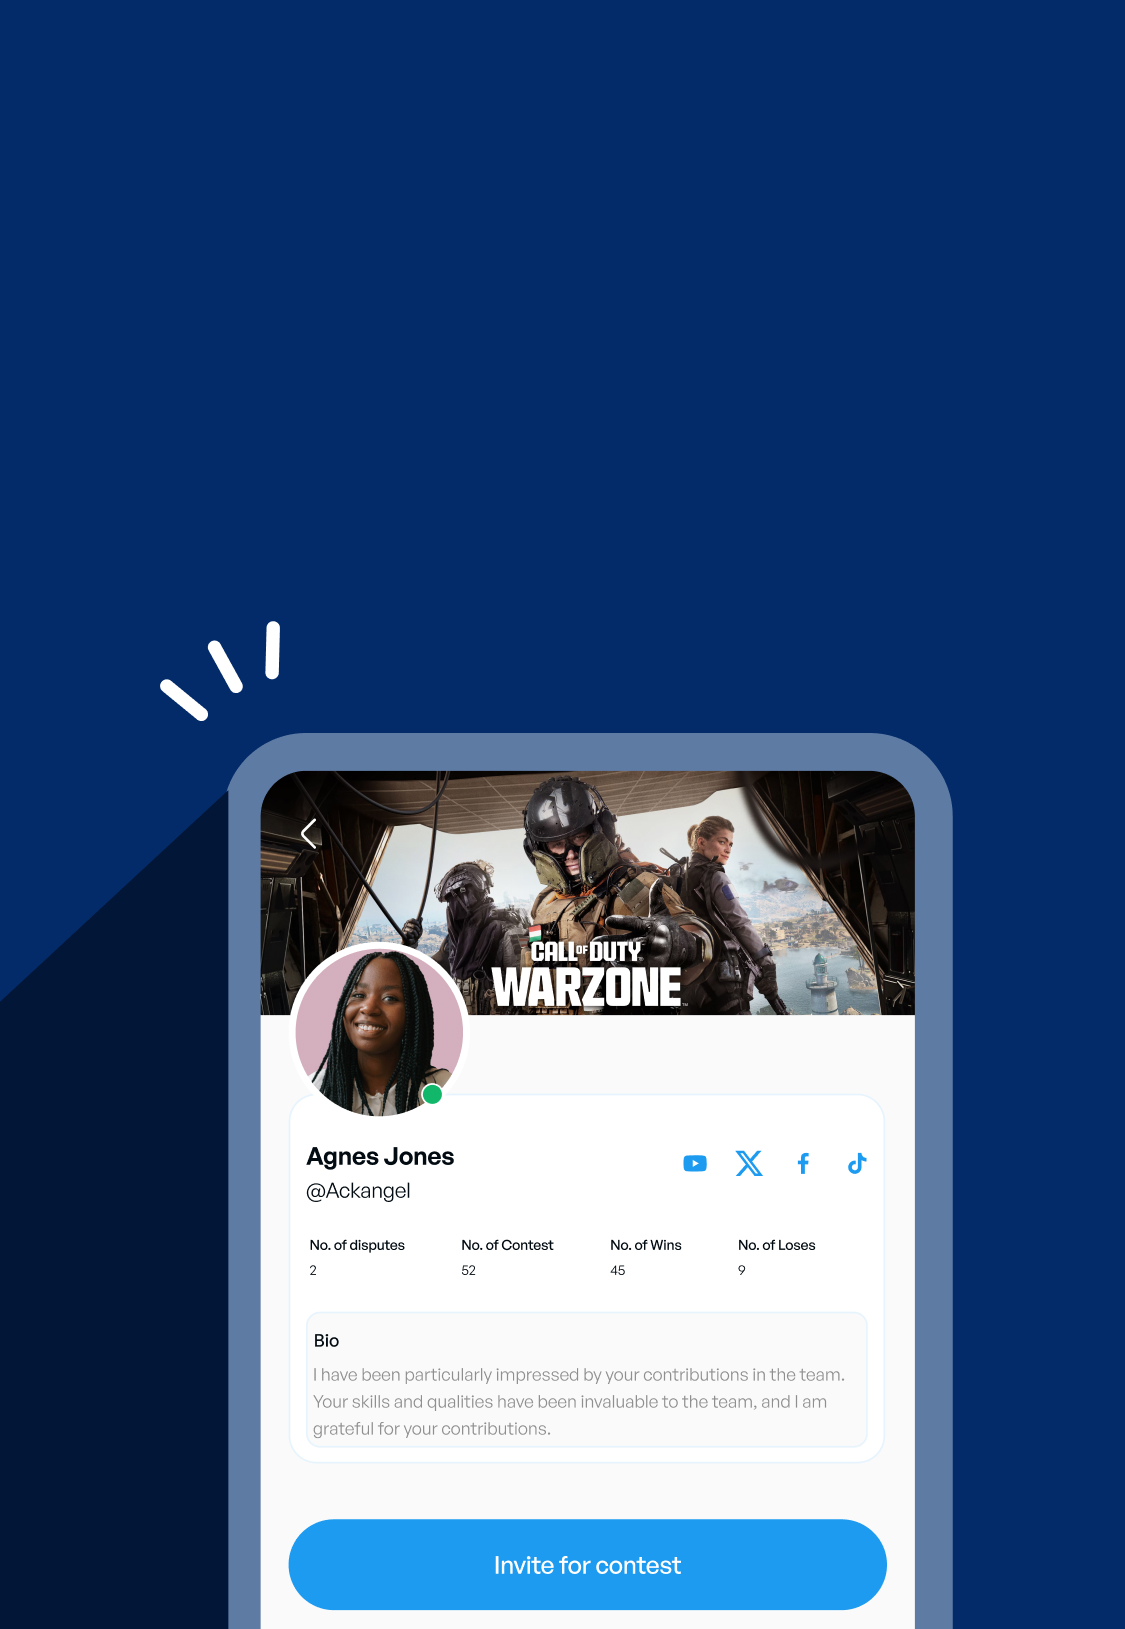 CALL OF DUTY
WARZONE
Agnes Jones
@Ackangel
No. of disputes No. of Contest No. of Wins No. of Loses
2 52 45 9
Bio
I have been particularly impressed by your contributions in the team.
Your skills and qualities have been invaluable to the team, and I am
grateful for your contributions.
Invite for contest